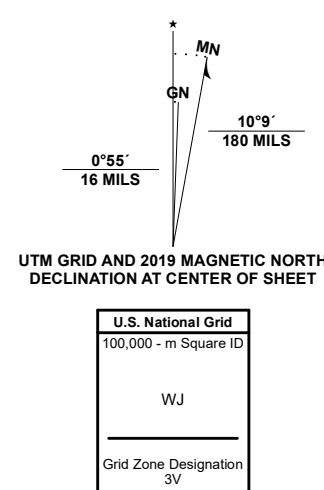 ★
MN
GN
0°55´
16 MILS
10°9´
180 MILS
UTM GRID AND 2019 MAGNETIC NORTH
DECLINATION AT CENTER OF SHEET
U.S. National Grid
100,000 - m Square ID
WJ
Grid Zone Designation
3V